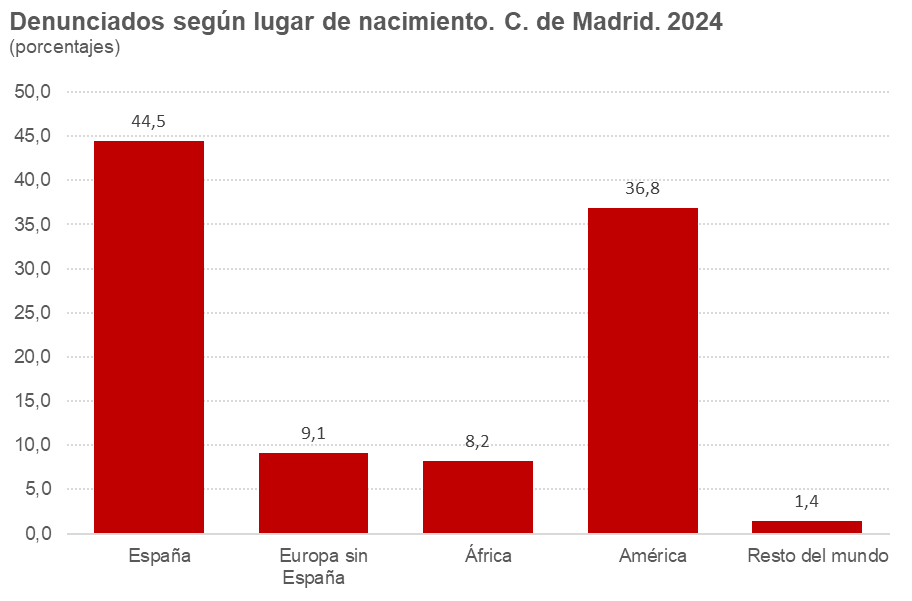 Denunciados según lugar de nacimiento. C. de Madrid. 2024
(porcentajes)
50,0
45,0
40,0
35,0
30,0
25,0
20,0
15,0
10,0
5,0
0,0
44,5
9,1
8,2
36,8
1,4
España
Europa sin
España
África
América
Resto del mundo